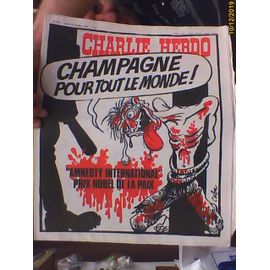 10/12/2019
CHARLIE HEBDO
CHAMPAGNE
POUR TOUT LE MONDE!
"AMNESTY INTERNATIONAL"
PRIX NOBEL DE LA PAIX